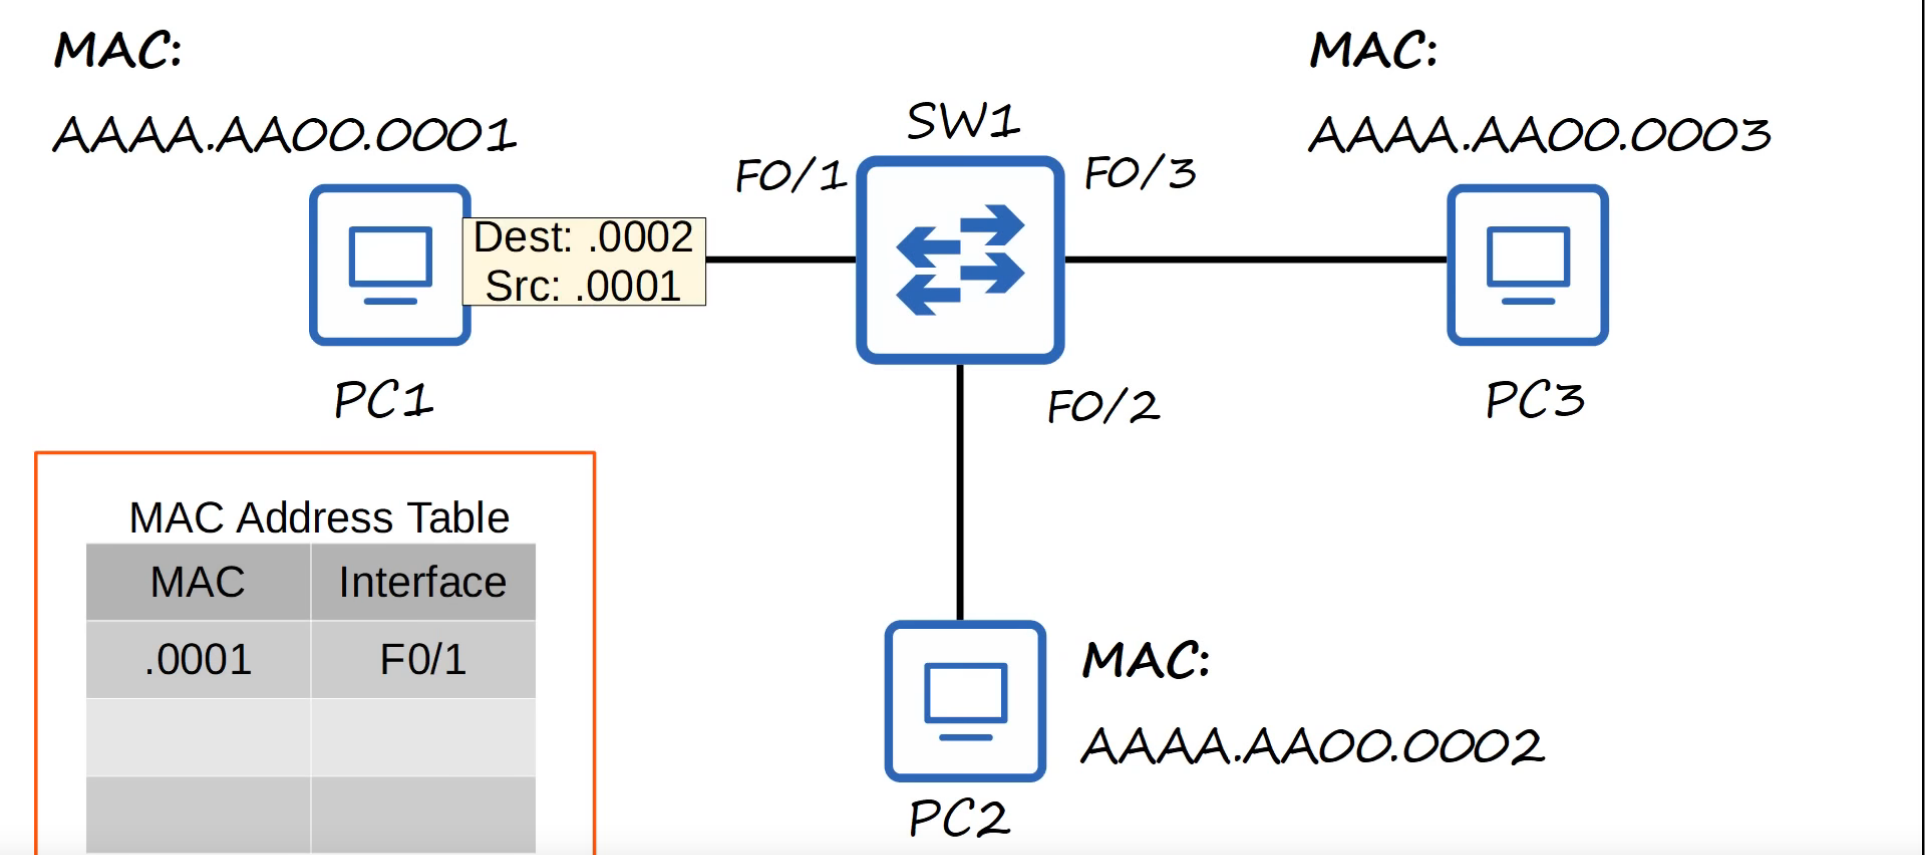 MAC:
AAAA.AA00.0001
PC1
Dest: .0002
Src: .0001
SW1
F0/1
F0/3
F0/2
MAC:
AAAA.AA00.0003
PC3
MAC Address Table
MAC Interface
.0001 F0/1
MAC:
AAAA.AA00.0002
PC2